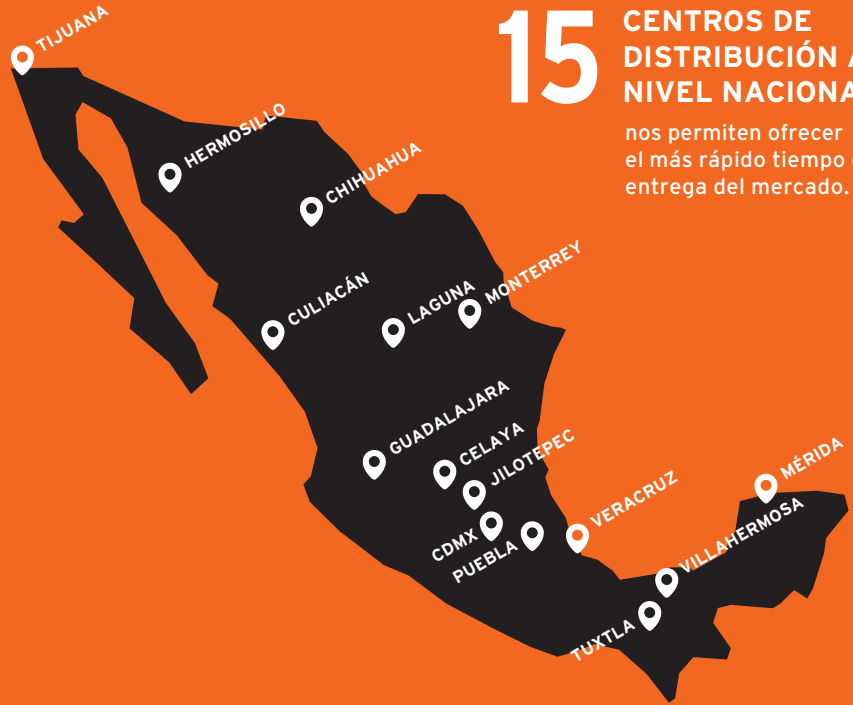 15
CENTROS DE
DISTRIBUCIÓN A
NIVEL NACIONA
nos permiten ofrecer
el más rápido tiempo
entrega del mercado.
TIJUANA
HERMOSILLO
CHIHUAHUA
CULIACÁN
LAGUNA
MONTERREY
GUADALAJARA
CELAYA
JILOTEPEC
CDMX
PUEBLA
VERACRUZ
MÉRIDA
VILLAHERMOSA
TUXTLA